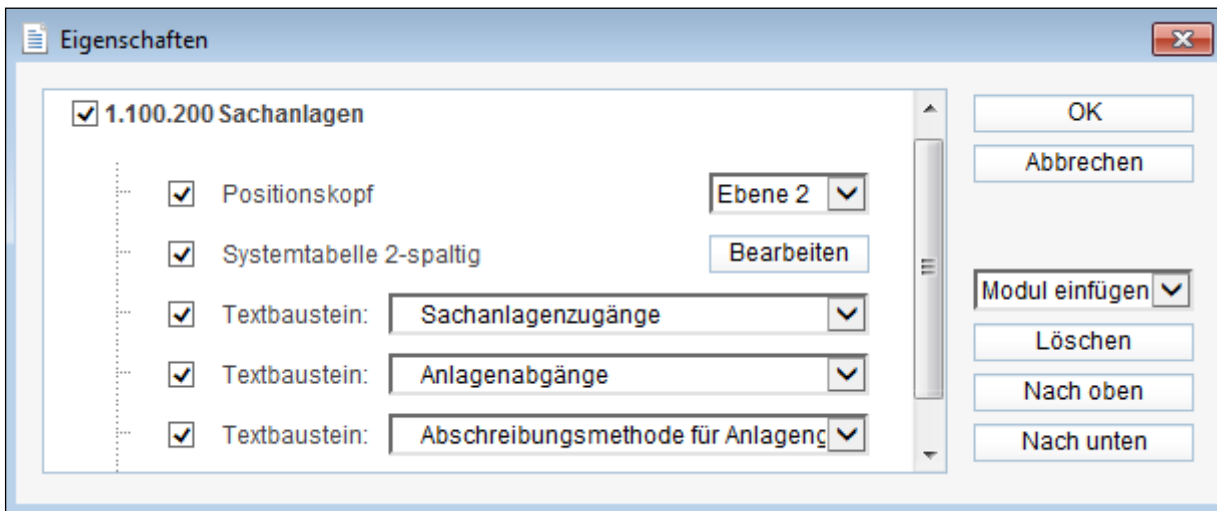 Eigenschaften
1.100.200 Sachanlagen
OK
Abbrechen
Positionskopf
Ebene 2
Systemtabelle 2-spaltig
Bearbeiten
Modul einfügen
Textbaustein:
Sachanlagenzugänge
Löschen
Textbaustein:
Anlagenabgänge
Nach oben
Textbaustein:
Abschreibungsmethode für Anlageng
Nach unten